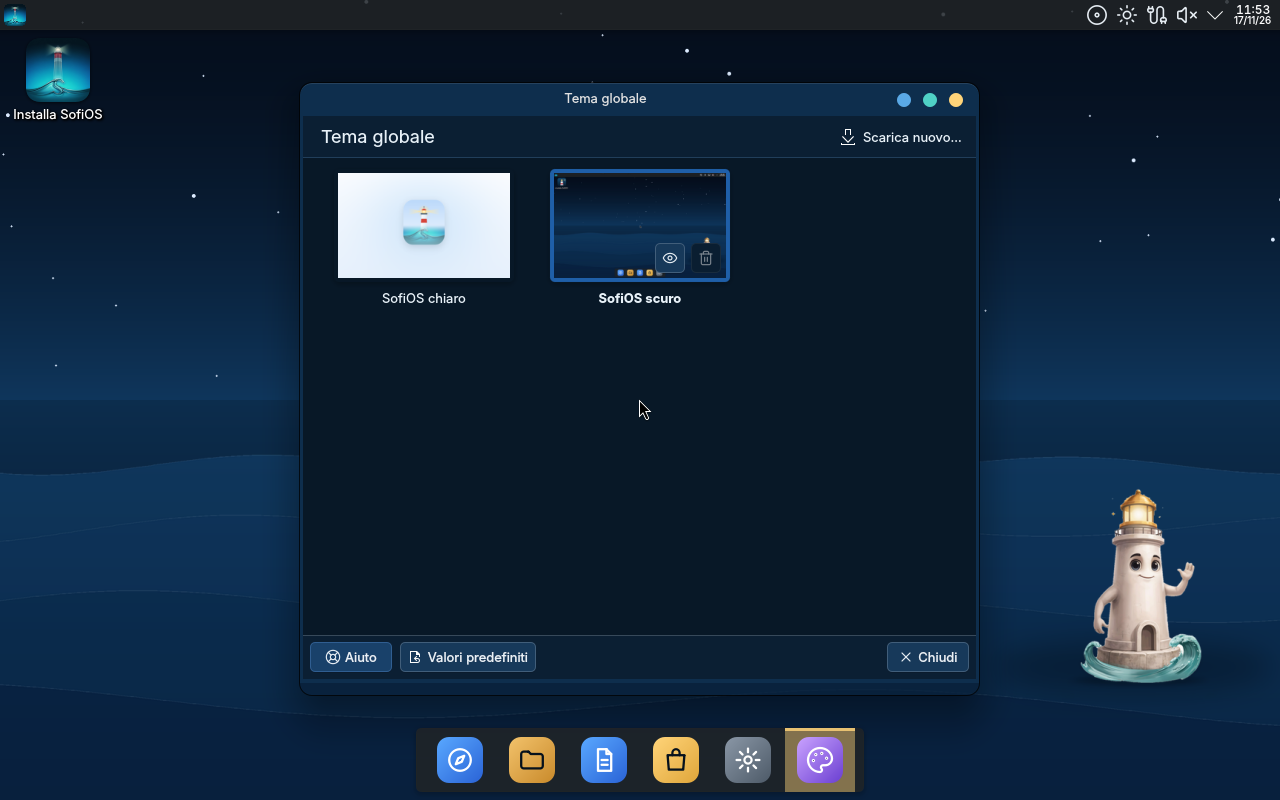 11:53
17/11/26
Installa SofiOS
Tema globale
Tema globale
Scarica nuovo...
SofiOS chiaro
SofiOS scuro
Aiuto
Valori predefiniti
Chiudi